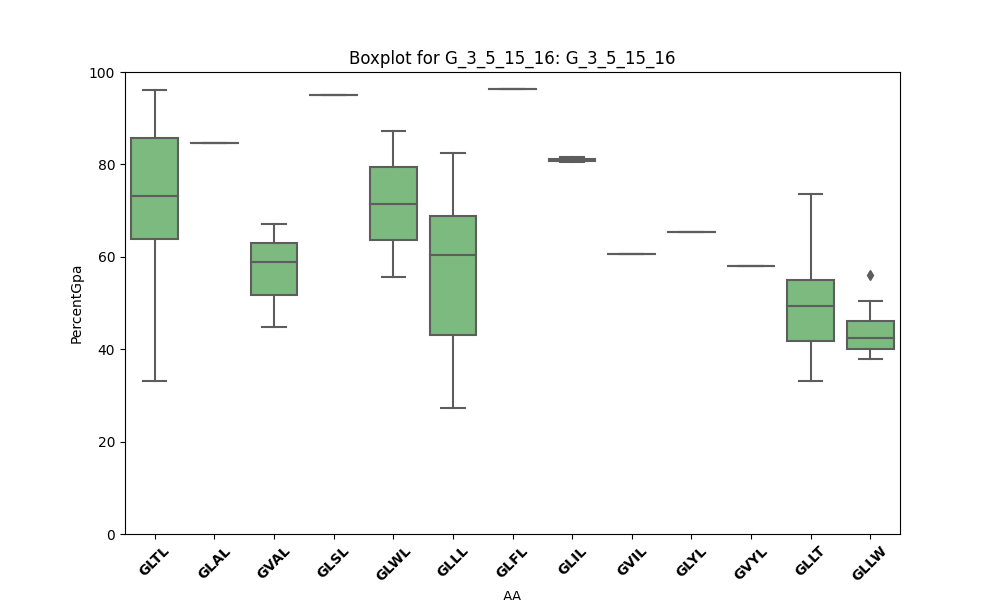 Boxplot for G_3_5_15_16: G_3_5_15_16
PercentGpa
100
80
60
40
20
0
GLTL GLAL GVAL GLSL GLWL GLLL GLFL GLIL GVIL GLYL GVYL GLLT GLLW
AA